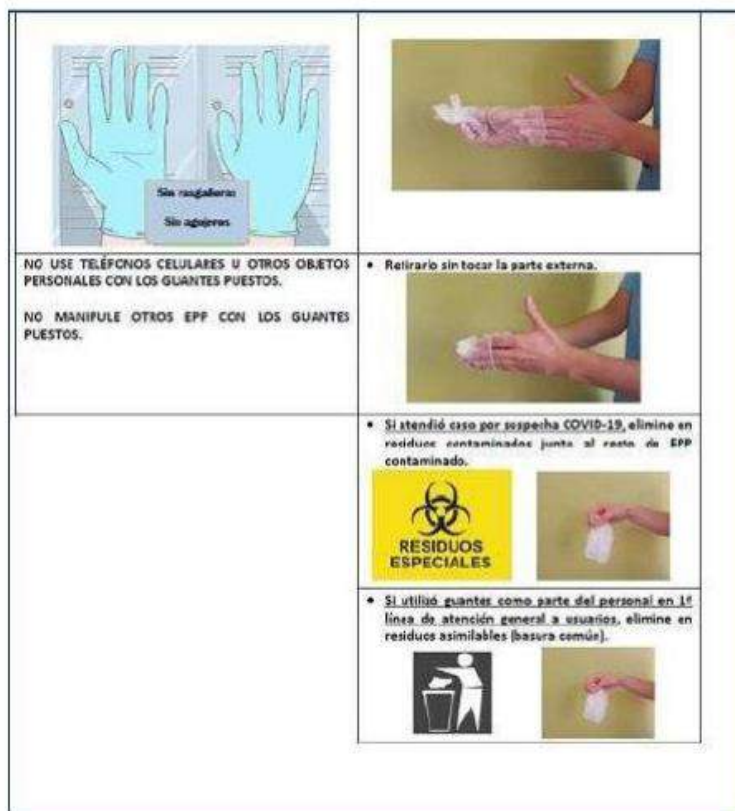 Sin rasgaduras
Sin agujeros
NO USE TELÉFONOS CELULARES U OTROS OBJETOS
PERSONALES CON LOS GUANTES PUESTOS.
NO MANIPULE OTROS EPP CON LOS GUANTES
PUESTOS.
• Retirarlo sin tocar la parte externa.
• Si atendió caso por sospecha COVID-19, elimine en
residuos contaminados junto al resto de EPP
contaminado.
RESIDUOS
ESPECIALES
• Si utilizó guantes como parte del personal en 1ª
línea de atención general a usuarios, elimine en
residuos asimilables (basura común).